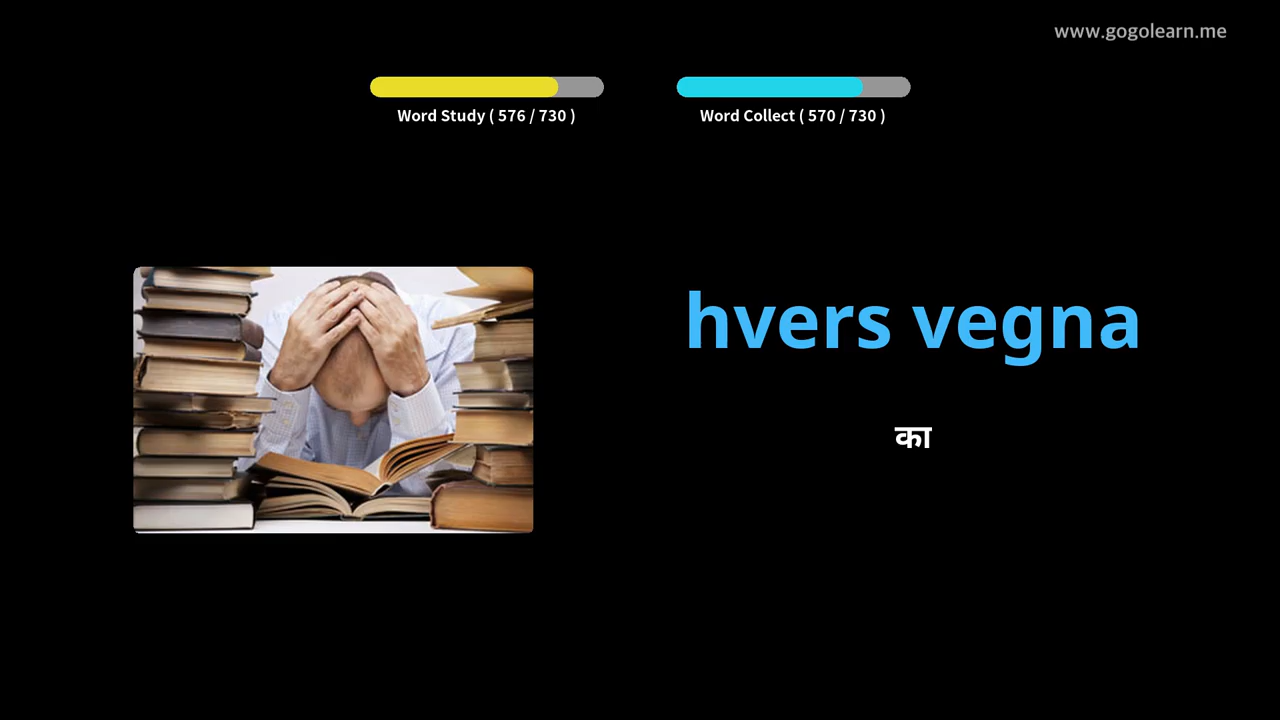 www.gogolearn.me
Word Study ( 576 / 730 )
Word Collect ( 570 / 730 )
hvers vegna
का